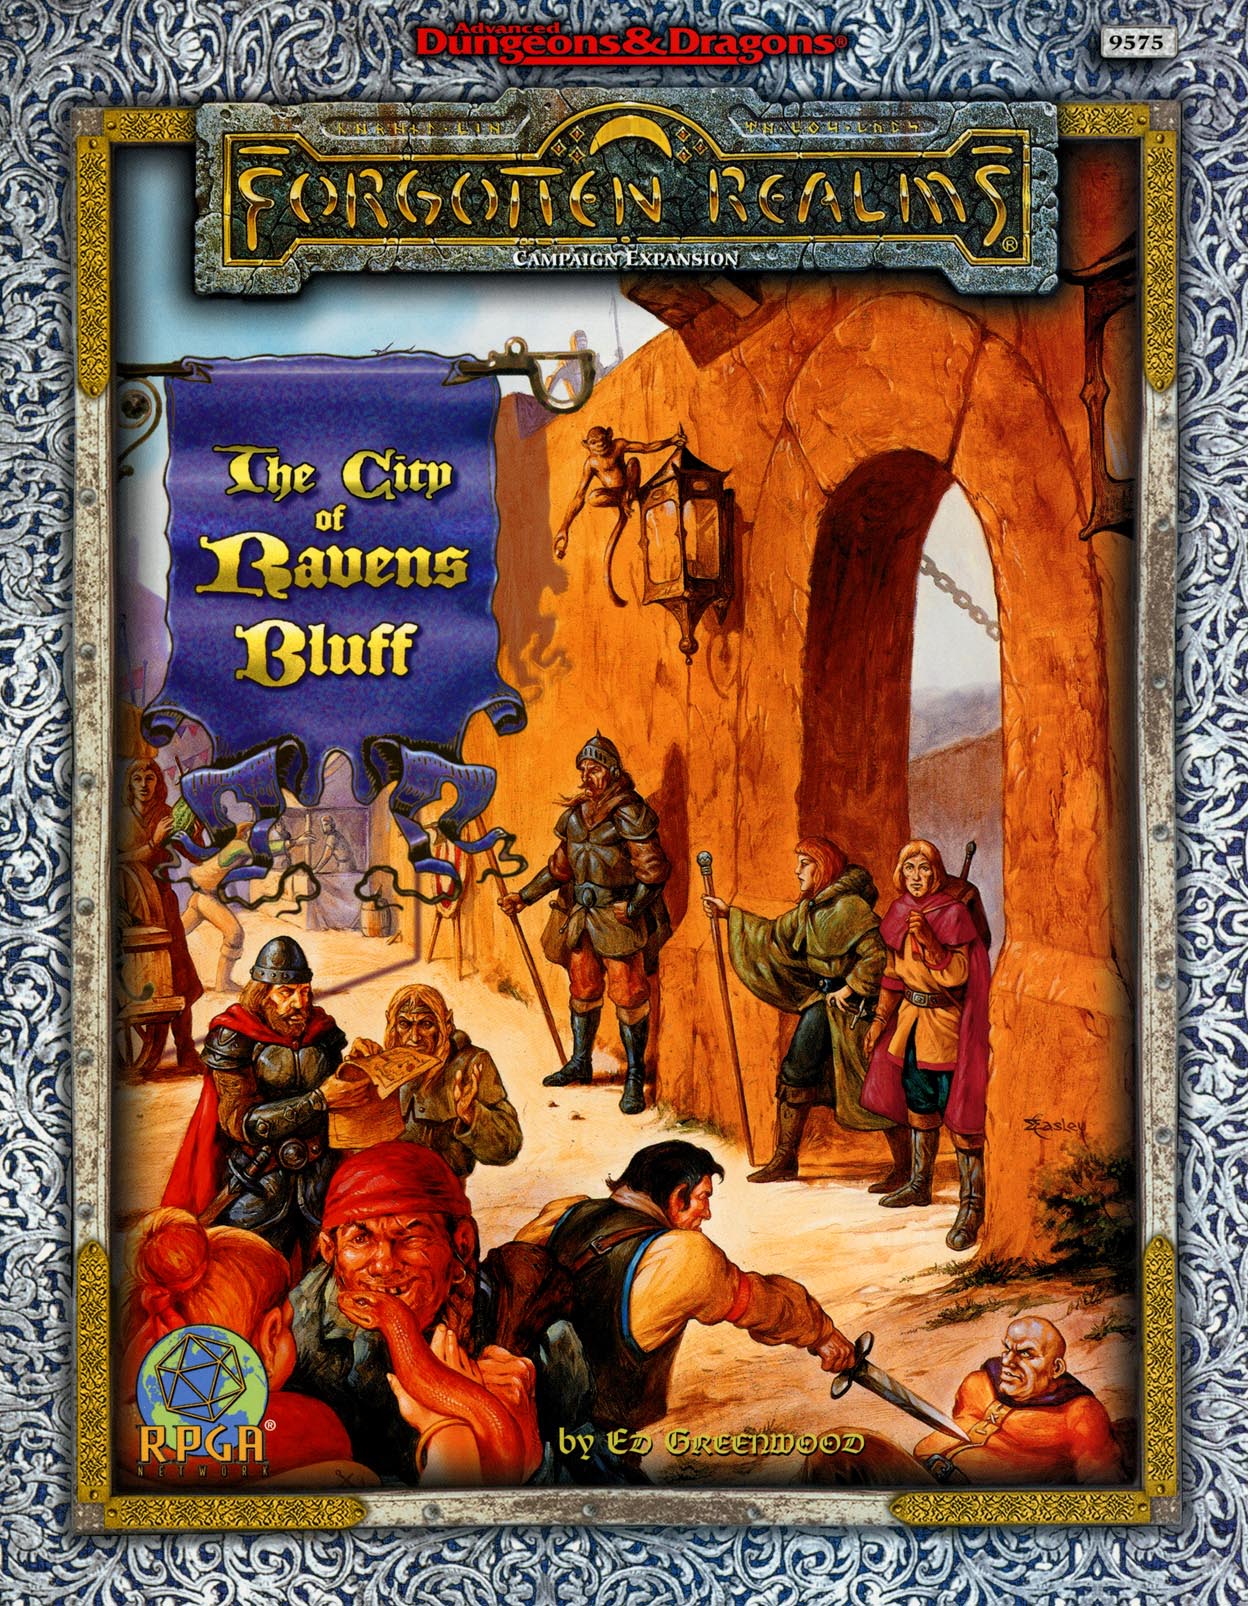 Advanced
Dungeons & Dragons®
9575
FORGOTTEN REALMS®
CAMPAIGN EXPANSION
The City
of
Ravens
Bluff
Easley
RPGA®
NETWORK
by ED GREENWOOD